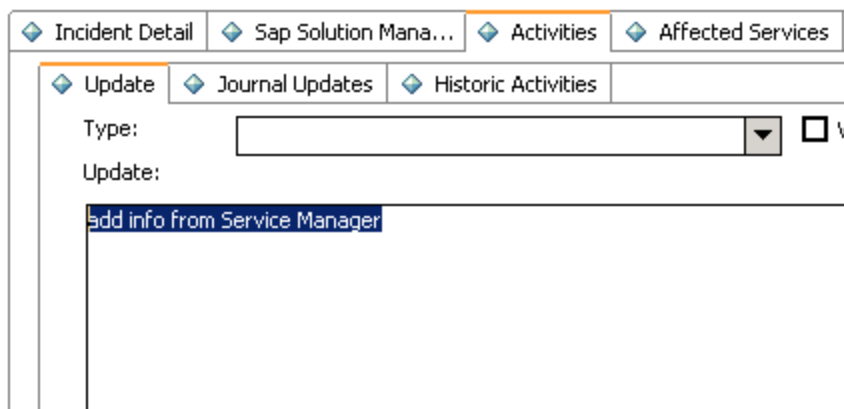 Incident Detail
Sap Solution Mana...
Activities
Affected Services
Update
Journal Updates
Historic Activities
Type:
Update:
add info from Service Manager